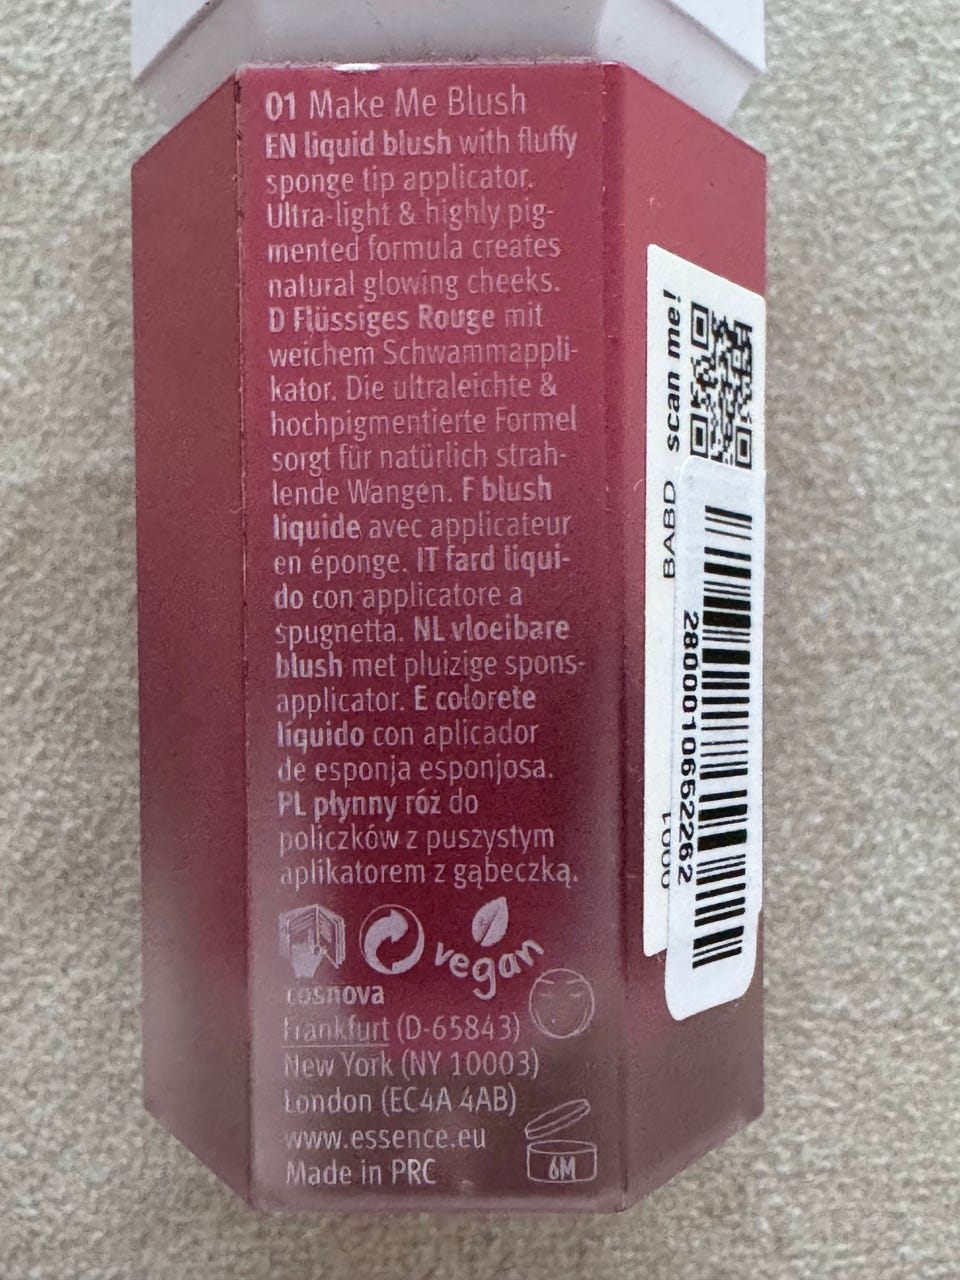 01 Make Me Blush
EN liquid blush with fluffy
sponge tip applicator.
Ultra-light & highly pig-
mented formula creates
natural glowing cheeks.
D Flüssiges Rouge mit
weichem Schwammappli-
kator. Die ultraleichte &
hochpigmentierte Formel
sorgt für natürlich strah-
lende Wangen. F blush
liquide avec applicateur
en éponge. IT fard liqui-
do con applicatore a
spugnetta. NL vloeibare
blush met pluizige spons-
applicator. E colorete
líquido con aplicador
de esponja esponjosa.
PL płynny róż do
policzków z puszystym
aplikatorem z gąbeczką.
vegan
cosnova
Frankfurt (D-65843)
New York (NY 10003)
London (EC4A 4AB)
www.essence.eu
Made in PRC
6M
scan me!
BABD
0001
2800010652262